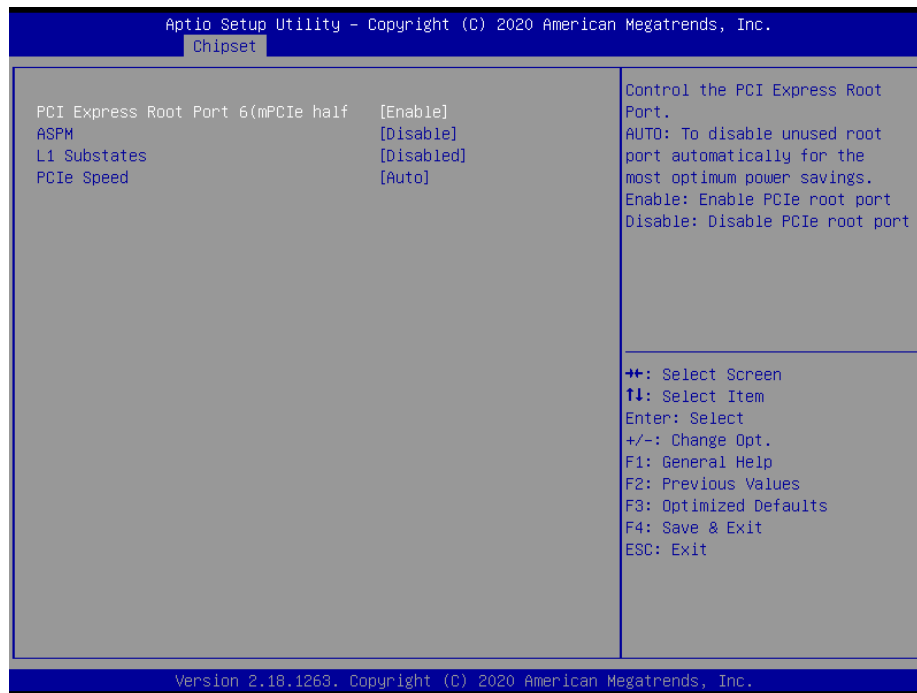 Aptio Setup Utility – Copyright (C) 2020 American Megatrends, Inc.
Chipset
PCI Express Root Port 6(mPCIe half [Enable]
ASPM [Disable]
L1 Substates [Disabled]
PCIe Speed [Auto]
Control the PCI Express Root
Port.
AUTO: To disable unused root
port automatically for the
most optimum power savings.
Enable: Enable PCIe root port
Disable: Disable PCIe root port
→←: Select Screen
↑↓: Select Item
Enter: Select
+/-: Change Opt.
F1: General Help
F2: Previous Values
F3: Optimized Defaults
F4: Save & Exit
ESC: Exit
Version 2.18.1263. Copyright (C) 2020 American Megatrends, Inc.